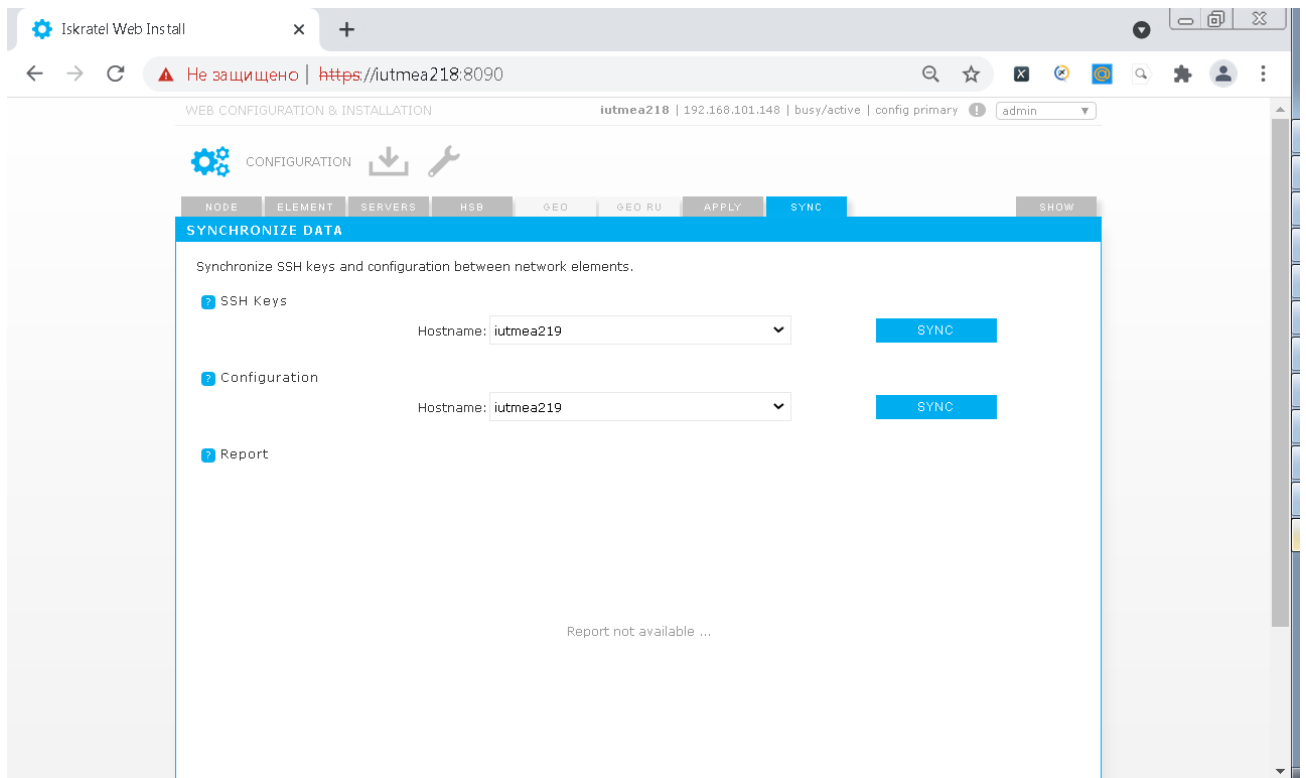 Iskratel Web Install
Не защищено | https://iutmea218:8090
WEB CONFIGURATION & INSTALLATION
iutmea218 | 192.168.101.148 | busy/active | config primary
admin
CONFIGURATION
NODE
ELEMENT
SERVERS
HSB
GEO
GEO RU
APPLY
SYNC
SHOW
SYNCHRONIZE DATA
Synchronize SSH keys and configuration between network elements.
? SSH Keys
Hostname: iutmea219
SYNC
? Configuration
Hostname: iutmea219
SYNC
? Report
Report not available ...